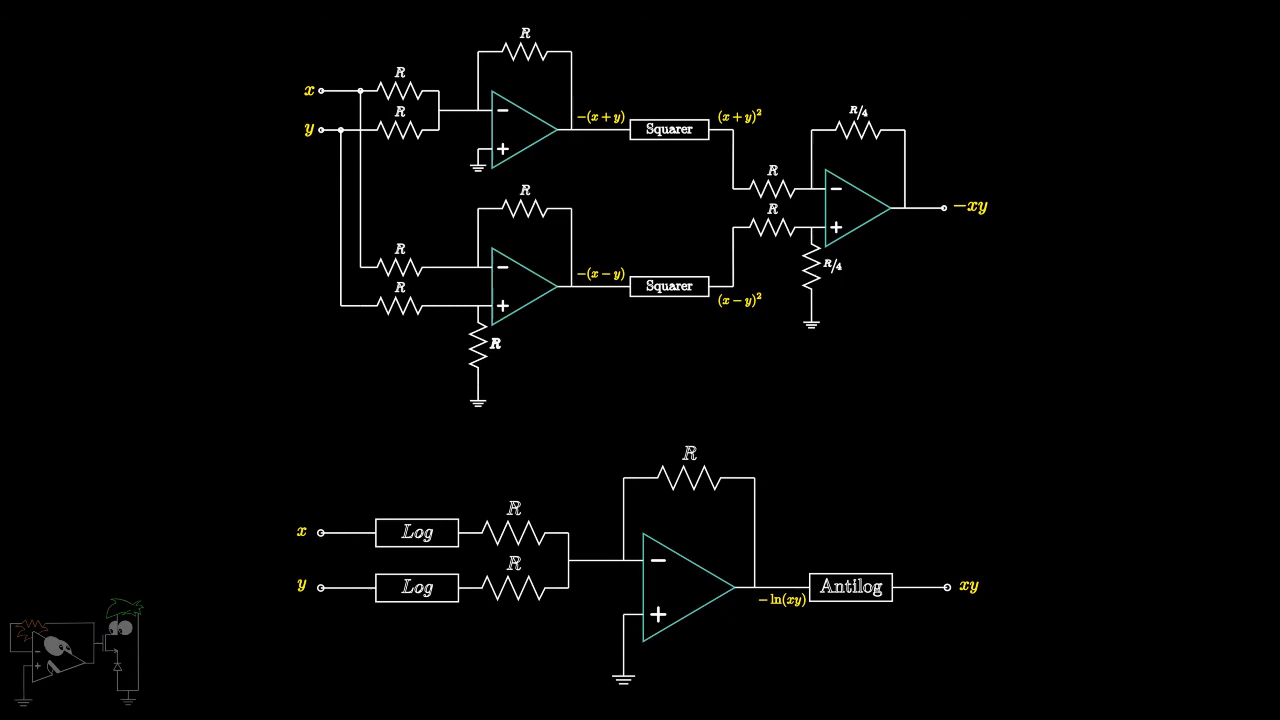 R
R
x
R
y
−
+
−(x + y)
Squarer
(x + y)²
R/4
R
−
R
+
−xy
R/4
R
R
−
R
+
−(x − y)
Squarer
(x − y)²
R
R
R
x
Log
R
y
Log
−
+
− ln(xy)
Antilog
xy